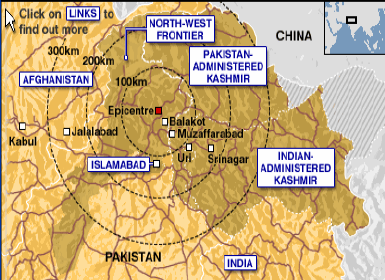 Click on LINKS to
find out more
300km
200km
100km
NORTH-WEST
FRONTIER
CHINA
PAKISTAN-
ADMINISTERED
KASHMIR
AFGHANISTAN
Epicentre
Balakot
Muzaffarabad
Jalalabad
Kabul
Uri
Srinagar
ISLAMABAD
INDIAN-
ADMINISTERED
KASHMIR
PAKISTAN
INDIA